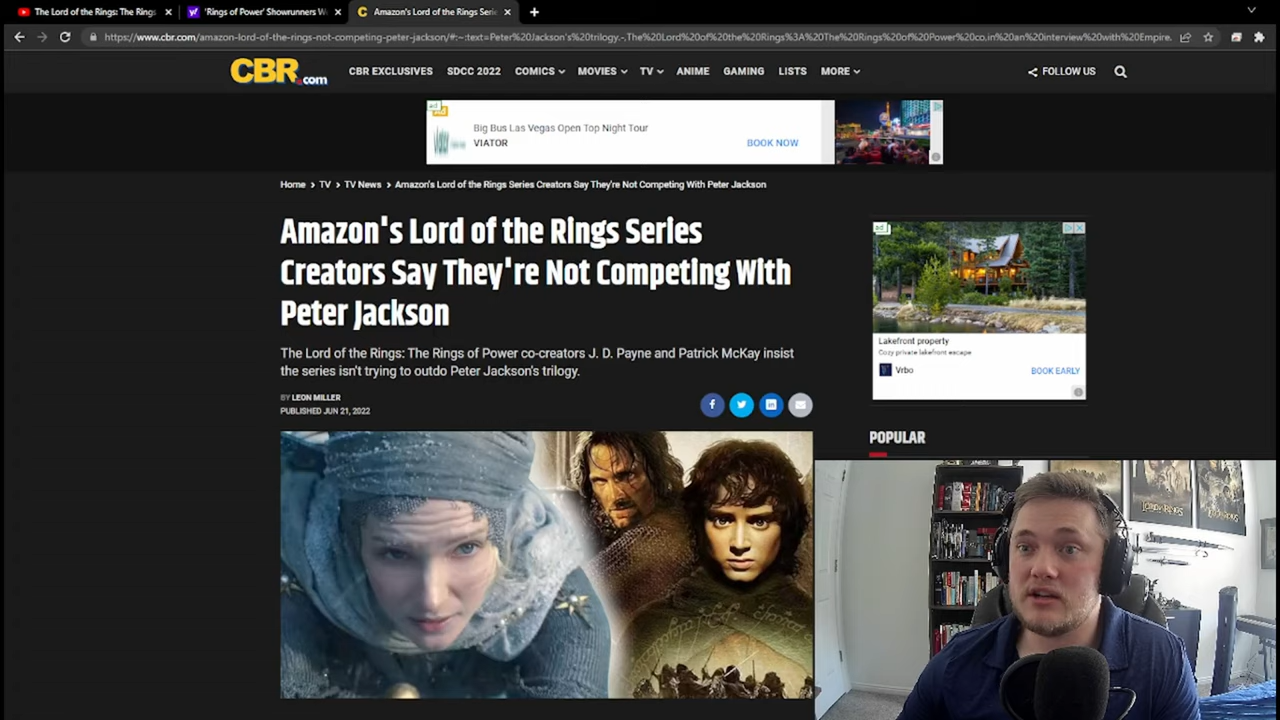 The Lord of the Rings: The Rings
'Rings of Power' Showrunners W
Amazon's Lord of the Rings Serie
https://www.cbr.com/amazon-lord-of-the-rings-not-competing-peter-jackson/#:~:text=Peter%20Jackson's%20trilogy.-,The%20Lord%20of%20the%20Rings%3A%20The%20Rings%20of%20Power%20co,in%20an%20interview%20with%20Empire.
CBR.com
CBR EXCLUSIVES SDCC 2022 COMICS MOVIES TV ANIME GAMING LISTS MORE FOLLOW US
ad
Ad
Big Bus Las Vegas Open Top Night Tour
VIATOR
BOOK NOW
Home > TV > TV News > Amazon's Lord of the Rings Series Creators Say They're Not Competing With Peter Jackson
Amazon's Lord of the Rings Series
Creators Say They're Not Competing With
Peter Jackson
The Lord of the Rings: The Rings of Power co-creators J. D. Payne and Patrick McKay insist
the series isn't trying to outdo Peter Jackson's trilogy.
BY LEON MILLER
PUBLISHED JUN 21, 2022
ad
Lakefront property
Cozy private lakefront escape
Vrbo
BOOK EARLY
POPULAR